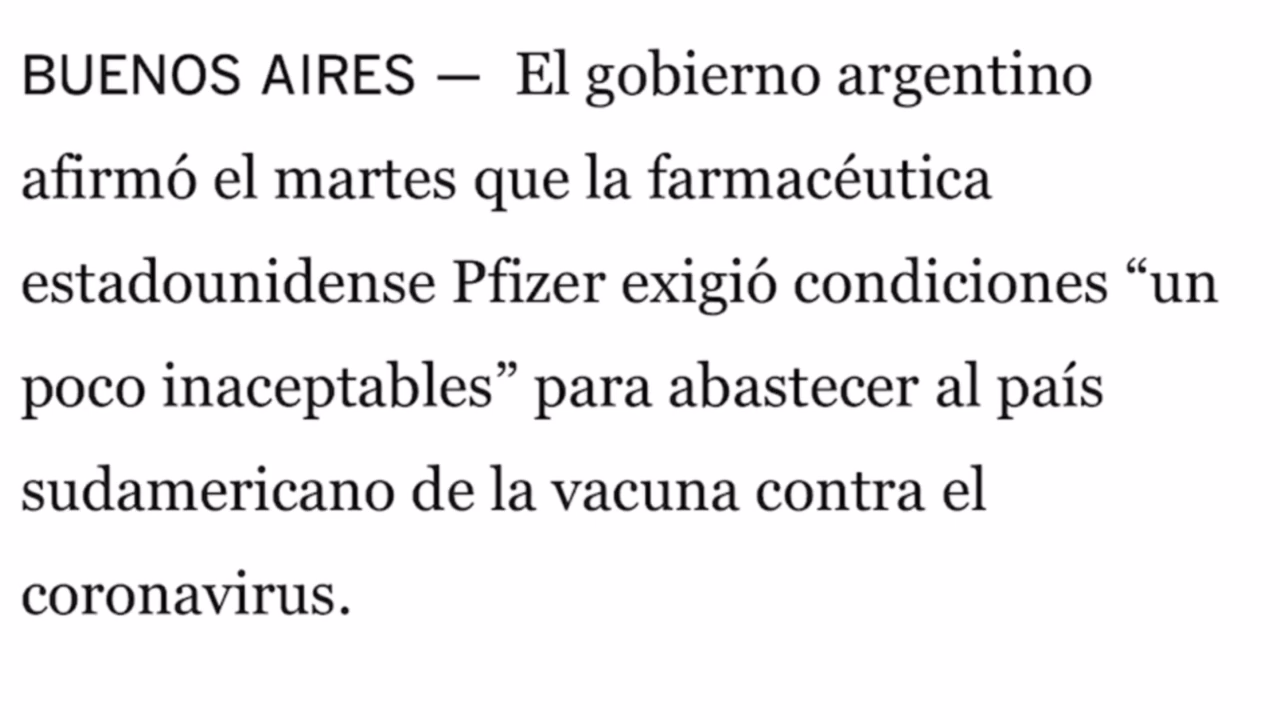 BUENOS AIRES — El gobierno argentino
afirmó el martes que la farmacéutica
estadounidense Pfizer exigió condiciones “un
poco inaceptables” para abastecer al país
sudamericano de la vacuna contra el
coronavirus.